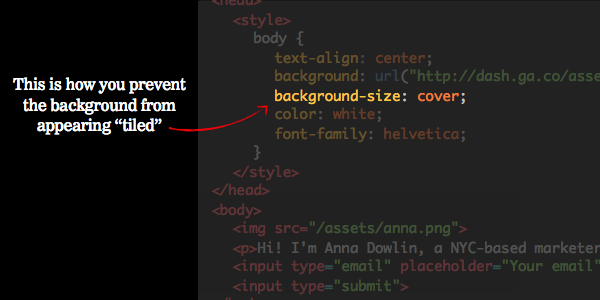 <head>
<style>
body {
This is how you prevent
the background from
appearing “tiled”
text-align: center;
background: url("http://dash.ga.co/asse
background-size: cover;
color: white;
font-family: helvetica;
}
</style>
</head>
<body>
<img src="/assets/anna.png">
<p>Hi! I'm Anna Dowlin, a NYC-based marketer
<input type="email" placeholder="Your email"
<input type="submit">